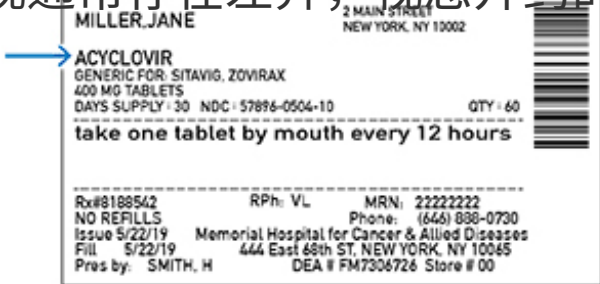 MILLER,JANE
2 MAIN STREET
NEW YORK, NY 10002
ACYCLOVIR
GENERIC FOR: SITAVIG, ZOVIRAX
400 MG TABLETS
DAYS SUPPLY: 30 NDC: 57896-0504-10 QTY: 60
take one tablet by mouth every 12 hours
Rx#8188542 RPh: VL MRN: 22222222
NO REFILLS Phone: (646) 888-0730
Issue 5/22/19 Memorial Hospital for Cancer & Allied Diseases
Fill 5/22/19 444 East 68th ST, NEW YORK, NY 10065
Pres by: SMITH, H DEA # FM7306726 Store # 00